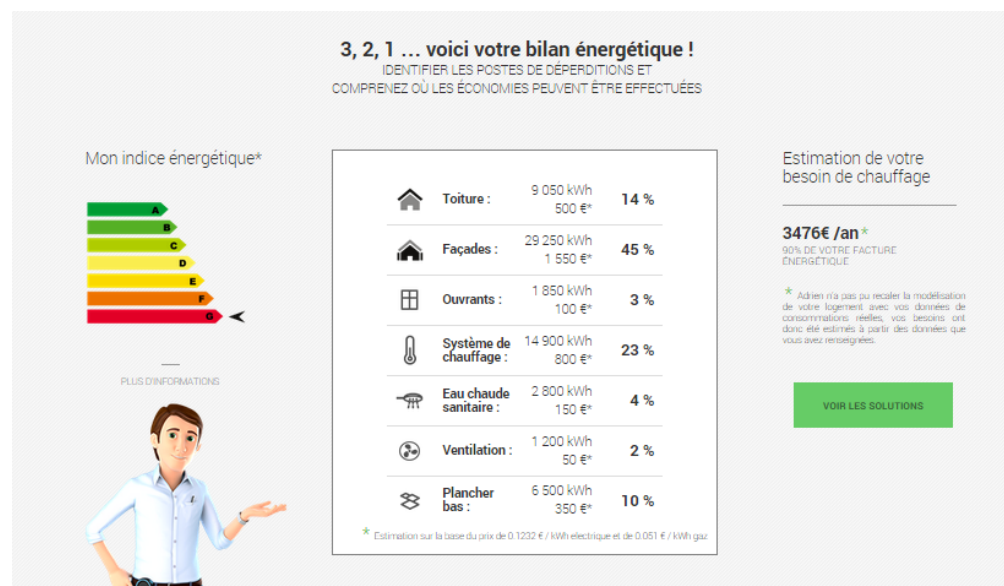 3, 2, 1 … voici votre bilan énergétique !
IDENTIFIER LES POSTES DE DÉPERDITIONS ET
COMPRENEZ OÙ LES ÉCONOMIES PEUVENT ÊTRE EFFECTUÉES
Mon indice énergétique*
A
B
C
D
E
F
G
PLUS D'INFORMATIONS
Toiture :
9 050 kWh
500 €*
14 %
Façades :
29 250 kWh
1 550 €*
45 %
Ouvrants :
1 850 kWh
100 €*
3 %
Système de
chauffage :
14 900 kWh
800 €*
23 %
Eau chaude
sanitaire :
2 800 kWh
150 €*
4 %
Ventilation :
1 200 kWh
50 €*
2 %
Plancher
bas :
6 500 kWh
350 €*
10 %
* Estimation sur la base du prix de 0.1232 € / kWh electrique et de 0.051 € / kWh gaz
Estimation de votre
besoin de chauffage
3476€ /an*
90% DE VOTRE FACTURE
ÉNERGÉTIQUE
* Adrien n'a pas pu recaler la modélisation
de votre logement avec vos données de
consommations réelles, vos besoins ont
donc été estimés à partir des données que
vous avez renseignées.
VOIR LES SOLUTIONS